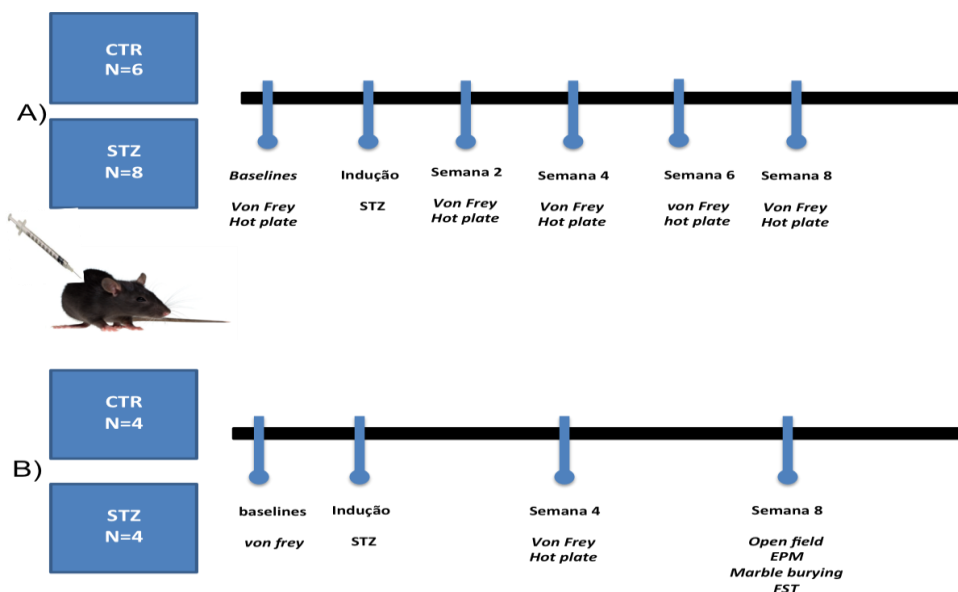 CTR
N=6
A)
STZ
N=8
Baselines
Von Frey
Hot plate
Indução
STZ
Semana 2
Von Frey
Hot plate
Semana 4
Von Frey
Hot plate
Semana 6
von Frey
hot plate
Semana 8
Von Frey
Hot plate
CTR
N=4
B)
STZ
N=4
baselines
von frey
Indução
STZ
Semana 4
Von Frey
Hot plate
Semana 8
Open field
EPM
Marble burying
FST